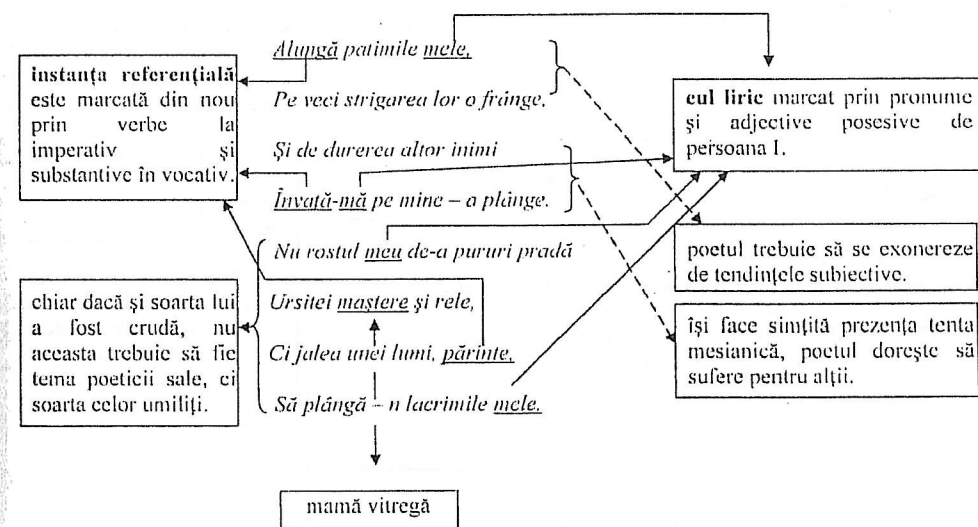 instanța referențială
este marcată din nou
prin verbe la
imperativ și
substantive în vocativ.
chiar dacă și soarta lui
a fost crudă, nu
aceasta trebuie să fie
tema poeticii sale, ci
soarta celor umiliți.
Alungă patimile mele,
Pe veci strigarea lor o frânge,
Și de durerea altor inimi
Învață-mă pe mine – a plânge.
Nu rostul meu de-a pururi pradă
Ursitei maștere și rele,
Ci jalea unei lumi, părinte,
Să plângă – n lacrimile mele.
mamă vitregă
eul liric marcat prin pronume
și adjective posesive de
persoana I.
poetul trebuie să se exonereze
de tendințele subiective.
își face simțită prezența tenta
mesianică, poetul dorește să
sufere pentru alții.